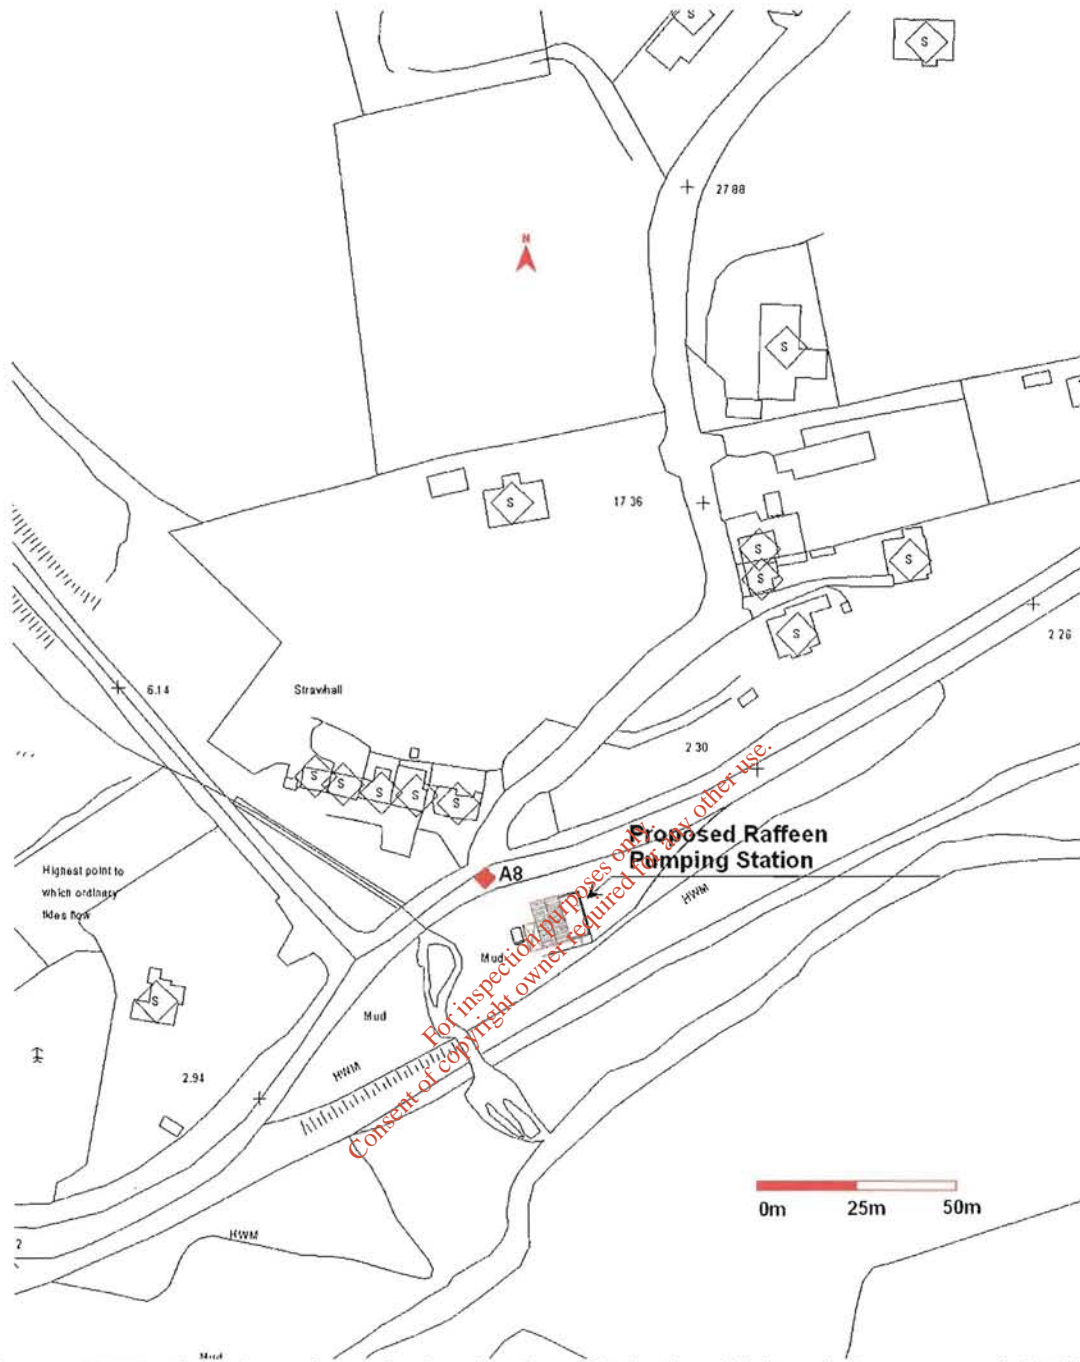 S
S
27 88
N
S
S
17 36
S
S
S
S
2 26
6.14
Strawhall
2 30
S
S
S
S
S
Proposed Raffeen
Pumping Station
A8
Highest point to
which ordinary
tides flow
HWM
Mud
S
Mud
HWM
2.94
For inspection purposes only.
Consent of copyright owner required for any other use.
0m 25m 50m
2
HWM
Mud